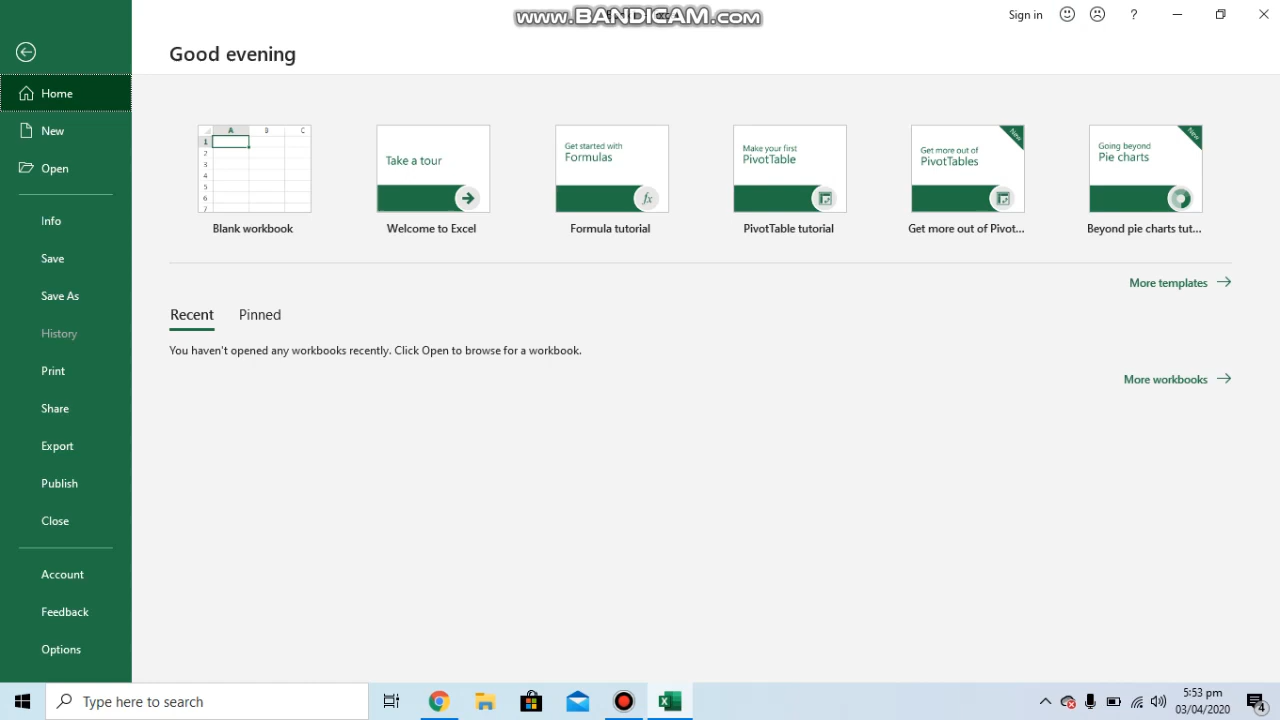 www.BANDICAM.com
Sign in
?
Good evening
Home
New
Open
Info
Save
Save As
History
Print
Share
Export
Publish
Close
Account
Feedback
Options
A B C
1
2
3
4
5
6
7
Blank workbook
Take a tour
Welcome to Excel
Get started with
Formulas
fx
Formula tutorial
Make your first
PivotTable
PivotTable tutorial
New
Get more out of
PivotTables
Get more out of Pivot...
New
Going beyond
Pie charts
Beyond pie charts tut...
More templates
Recent Pinned
You haven't opened any workbooks recently. Click Open to browse for a workbook.
More workbooks
Type here to search
5:53 pm
03/04/2020
4